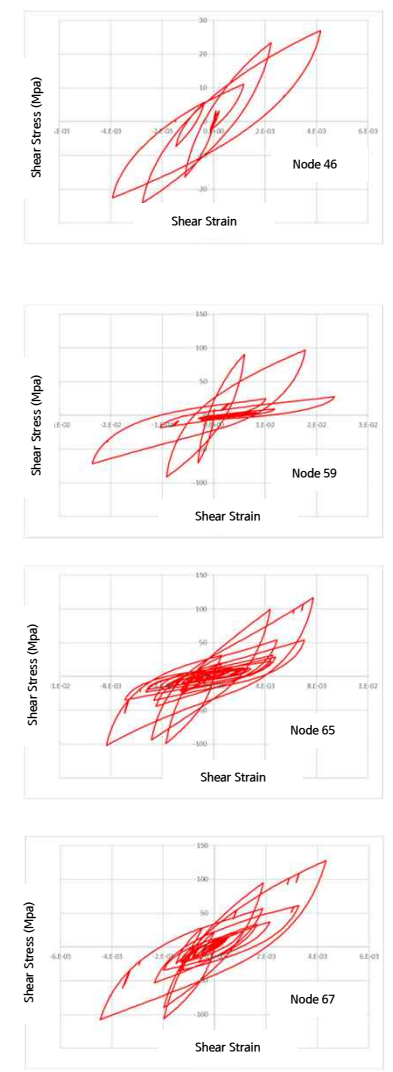 30
20
10
-4.E-03
2.E-03
4.E-03
6.E-03
-20
Shear Stress (Mpa)
Node 46
Shear Strain
150
100
50
-2.E-02
1.E-02
2.E-02
3.E-02
-100
Shear Stress (Mpa)
Node 59
Shear Strain
150
100
50
-1.E-02
-8.E-03
4.E-03
8.E-03
1.E-02
-100
Shear Stress (Mpa)
Node 65
Shear Strain
150
100
50
-6.E-03
-4.E-03
2.E-03
4.E-03
6.E-03
-100
Shear Stress (Mpa)
Node 67
Shear Strain